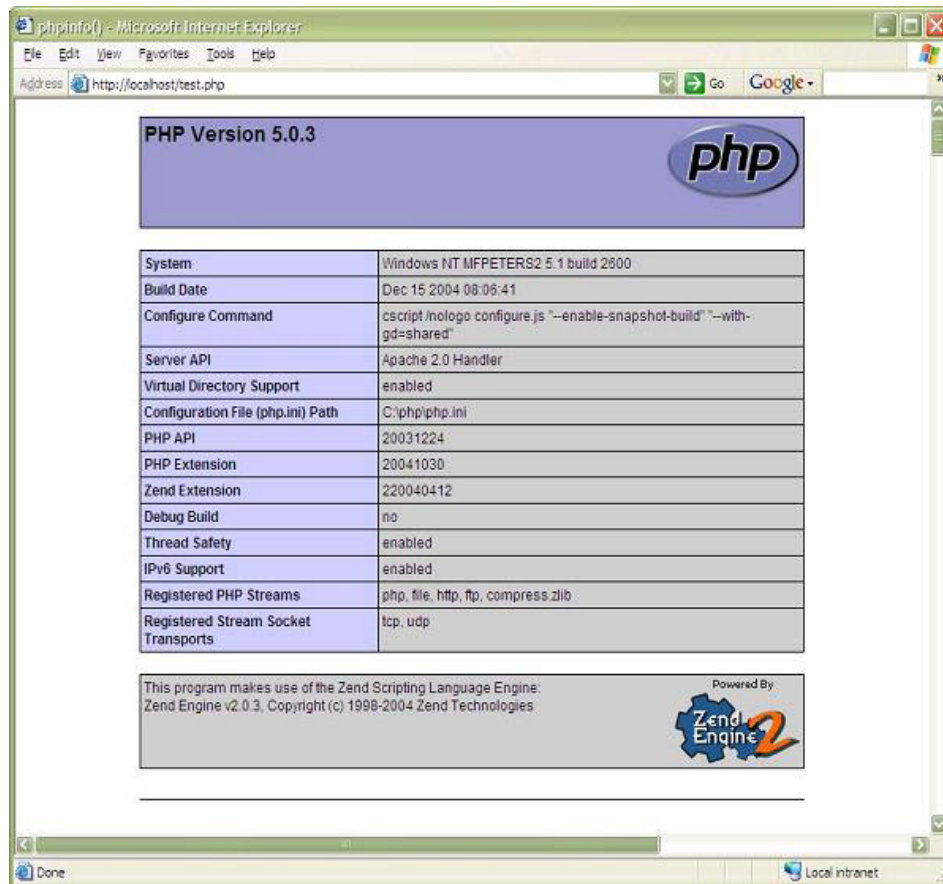 phpinfo() - Microsoft Internet Explorer
File Edit View Favorites Tools Help
Address http://localhost/test.php Go Google »
PHP Version 5.0.3
php
System Windows NT MFPETERS2 5.1 build 2600
Build Date Dec 15 2004 08:06:41
Configure Command cscript /nologo configure.js "--enable-snapshot-build" "--with-
gd=shared"
Server API Apache 2.0 Handler
Virtual Directory Support enabled
Configuration File (php.ini) Path C:\php\php.ini
PHP API 20031224
PHP Extension 20041030
Zend Extension 220040412
Debug Build no
Thread Safety enabled
IPv6 Support enabled
Registered PHP Streams php, file, http, ftp, compress.zlib
Registered Stream Socket
Transports tcp, udp
This program makes use of the Zend Scripting Language Engine:
Zend Engine v2.0.3, Copyright (c) 1998-2004 Zend Technologies
Powered By
Zend
Engine 2
Done Local intranet